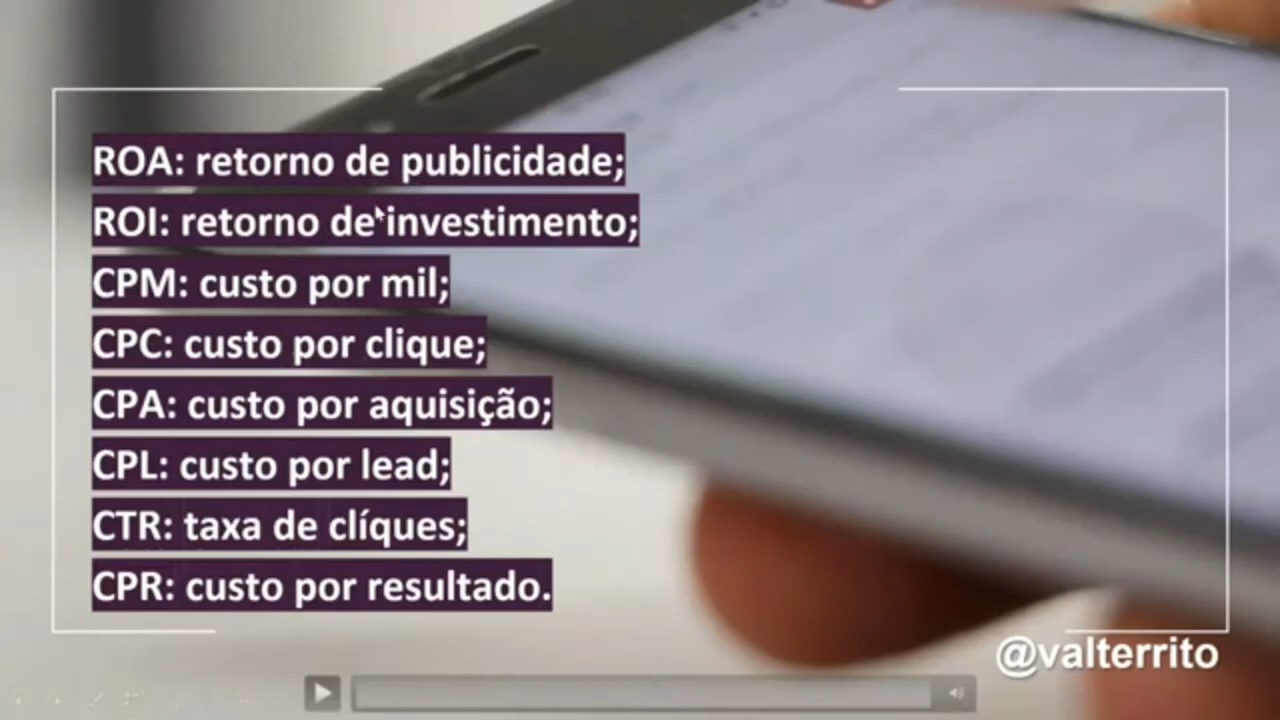 ROA: retorno de publicidade;
ROI: retorno de investimento;
CPM: custo por mil;
CPC: custo por clique;
CPA: custo por aquisição;
CPL: custo por lead;
CTR: taxa de clíques;
CPR: custo por resultado.
@valterrito